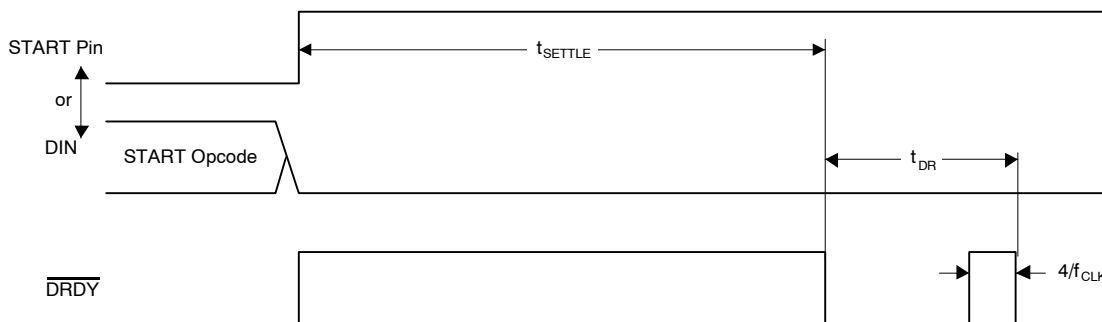 START Pin
or
DIN
START Opcode
tSETTLE
tDR
DRDY
4/fCLK